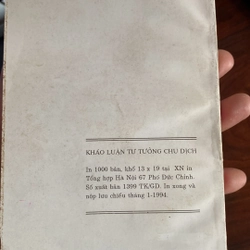 KHẢO LUẬN TƯ TƯỞNG CHU DỊCH
In 1000 bản, khổ 13 x 19 tại XN in
Tổng hợp Hà Nội 67 Phó Đức Chính
Số xuất bản 1399 TK/GD. In xong và
nộp lưu chiểu tháng 1-1994.